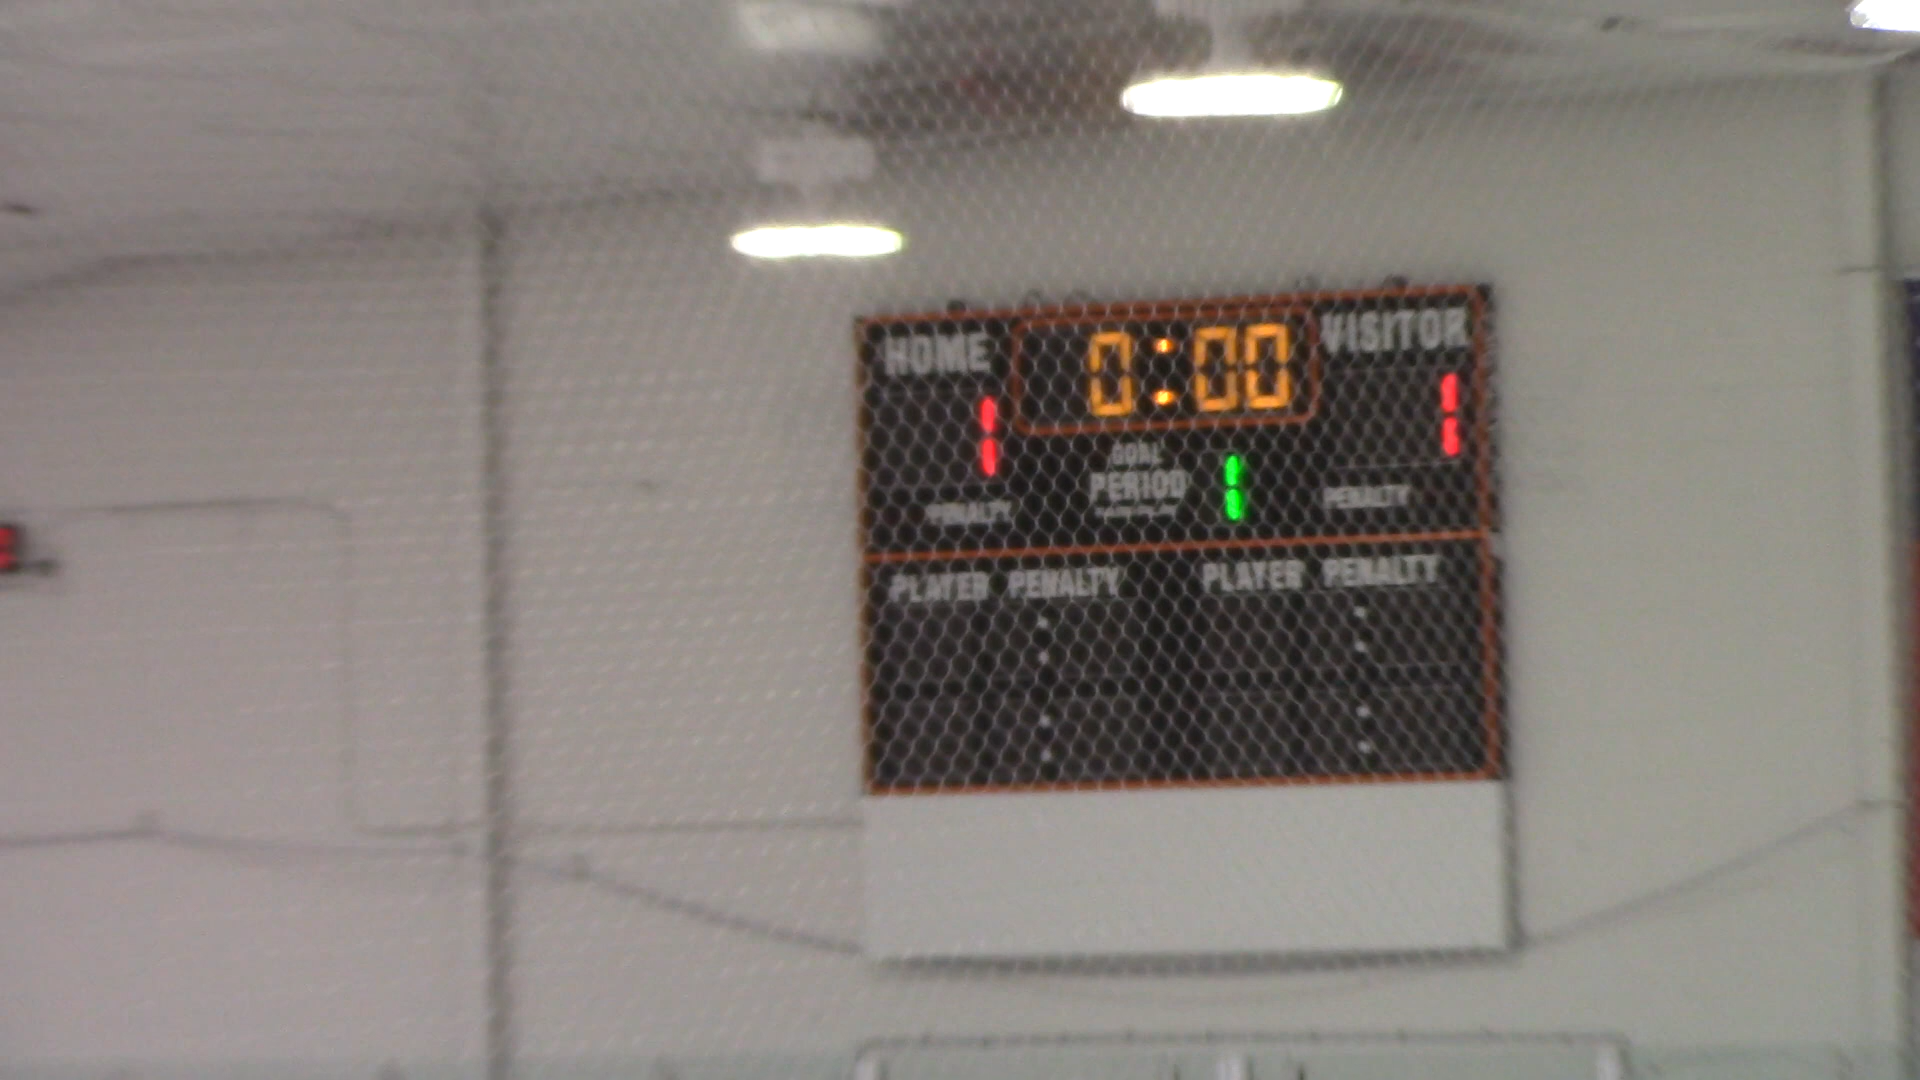 HOME 0:00 VISITOR
1 1
GOAL
PERIOD 1
PENALTY PENALTY
PLAYER PENALTY PLAYER PENALTY